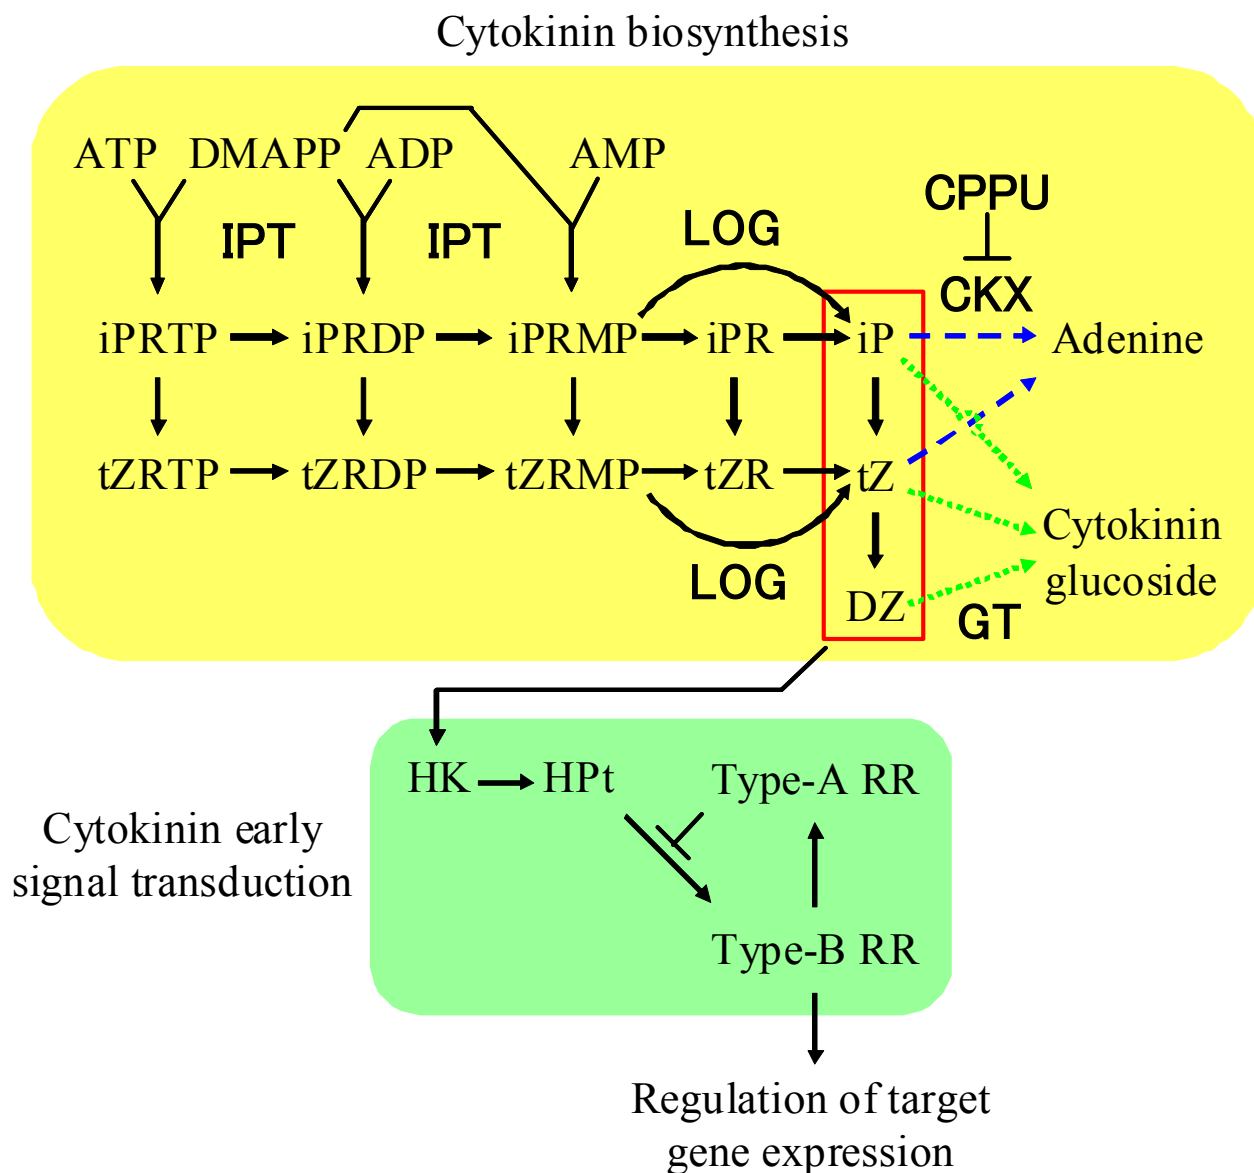 Cytokinin biosynthesis
ATP DMAPP ADP AMP
CPPU
IPT IPT LOG
CKX
iPRTP iPRDP iPRMP iPR iP Adenine
tZRTP tZRDP tZRMP tZR tZ
Cytokinin
glucoside
LOG DZ GT
HK HPt Type-A RR
Cytokinin early
signal transduction
Type-B RR
Regulation of target
gene expression